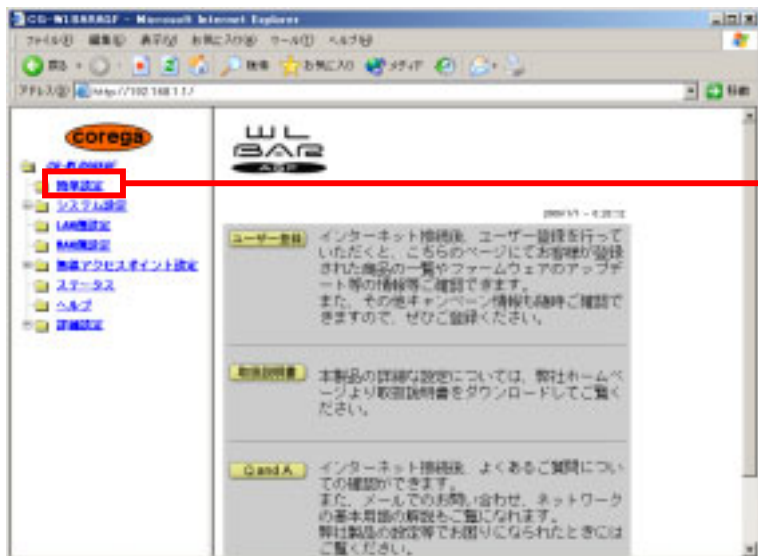 CG-WLBARAGF - Microsoft Internet Explorer
ファイル(F) 編集(E) 表示(V) お気に入り(A) ツール(T) ヘルプ(H)
戻る 検索 お気に入り メディア
アドレス(D) http://192.168.1.1/ 移動
corega
WL
BAR
AGF
簡単設定
システム設定
LAN側設定
WAN側設定
無線アクセスポイント設定
ステータス
ヘルプ
詳細設定
ユーザー登録
インターネット接続後、ユーザー登録を行って
いただくと、こちらのページにてお客様が登録
された商品の一覧やファームウェアのアップデ
ート等の情報等ご確認できます。
また、その他キャンペーン情報も随時ご確認で
きますので、ぜひご登録ください。
取扱説明書
本製品の詳細な設定については、弊社ホームペ
ージより取扱説明書をダウンロードしてご覧く
ださい。
Q and A
インターネット接続後、よくあるご質問につい
ての確認ができます。
また、メールでのお問い合わせ、ネットワーク
の基本用語の解説もご覧になれます。
弊社製品の設定等でお困りになられたときには
ご覧ください。